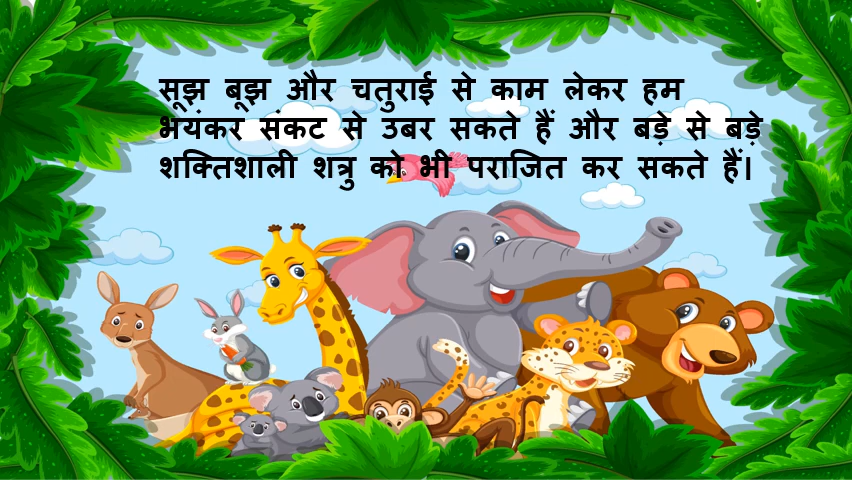 सूझ बूझ और चतुराई से काम लेकर हम
भयंकर संकट से उबर सकते हैं और बड़े से बड़े
शक्तिशाली शत्रु को भी पराजित कर सकते हैं।